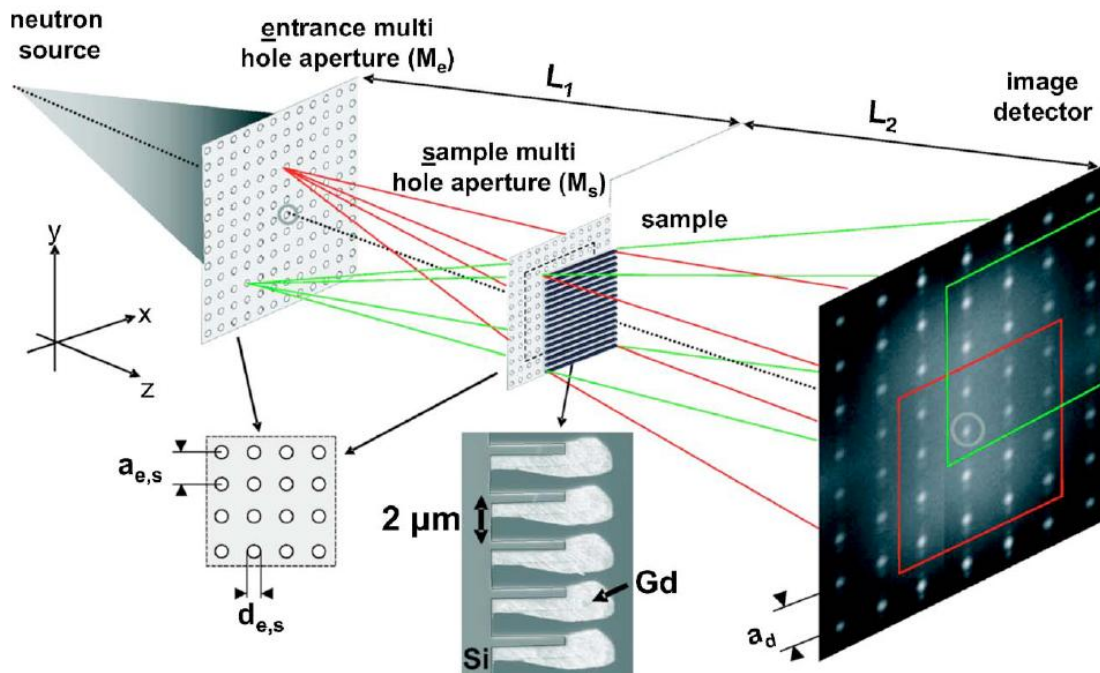 neutron
source
entrance multi
hole aperture (Me)
L1
image
detector
L2
sample multi
hole aperture (Ms)
sample
y
x
z
ae,s
2 μm
Gd
de,s
Si
ad